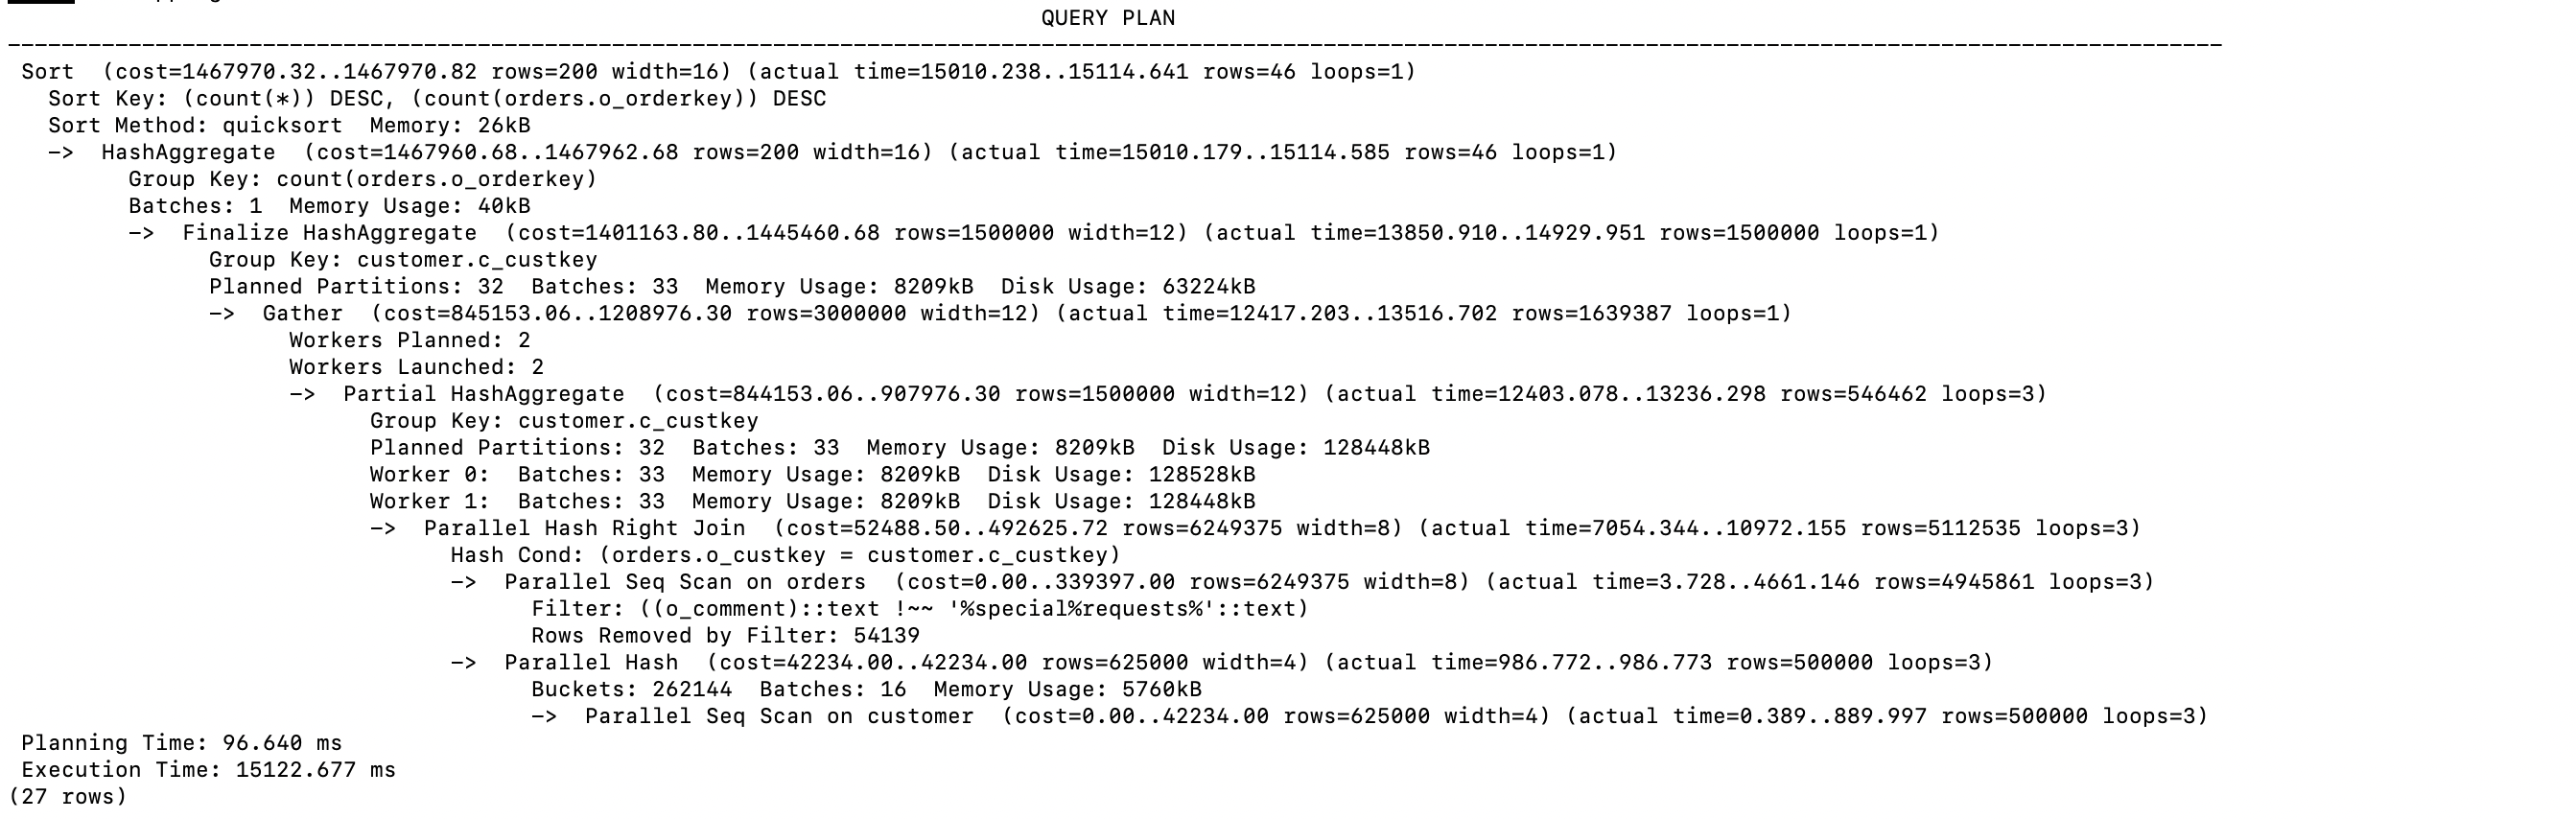 QUERY PLAN
Sort  (cost=1467970.32..1467970.82 rows=200 width=16) (actual time=15010.238..15114.641 rows=46 loops=1)
Sort Key: (count(*)) DESC, (count(orders.o_orderkey)) DESC
Sort Method: quicksort  Memory: 26kB
->  HashAggregate  (cost=1467960.68..1467962.68 rows=200 width=16) (actual time=15010.179..15114.585 rows=46 loops=1)
Group Key: count(orders.o_orderkey)
Batches: 1  Memory Usage: 40kB
->  Finalize HashAggregate  (cost=1401163.80..1445460.68 rows=1500000 width=12) (actual time=13850.910..14929.951 rows=1500000 loops=1)
Group Key: customer.c_custkey
Planned Partitions: 32  Batches: 33  Memory Usage: 8209kB  Disk Usage: 63224kB
->  Gather  (cost=845153.06..1208976.30 rows=3000000 width=12) (actual time=12417.203..13516.702 rows=1639387 loops=1)
Workers Planned: 2
Workers Launched: 2
->  Partial HashAggregate  (cost=844153.06..907976.30 rows=1500000 width=12) (actual time=12403.078..13236.298 rows=546462 loops=3)
Group Key: customer.c_custkey
Planned Partitions: 32  Batches: 33  Memory Usage: 8209kB  Disk Usage: 128448kB
Worker 0:  Batches: 33  Memory Usage: 8209kB  Disk Usage: 128528kB
Worker 1:  Batches: 33  Memory Usage: 8209kB  Disk Usage: 128448kB
->  Parallel Hash Right Join  (cost=52488.50..492625.72 rows=6249375 width=8) (actual time=7054.344..10972.155 rows=5112535 loops=3)
Hash Cond: (orders.o_custkey = customer.c_custkey)
->  Parallel Seq Scan on orders  (cost=0.00..339397.00 rows=6249375 width=8) (actual time=3.728..4661.146 rows=4945861 loops=3)
Filter: ((o_comment)::text !~~ '%special%requests%'::text)
Rows Removed by Filter: 54139
->  Parallel Hash  (cost=42234.00..42234.00 rows=625000 width=4) (actual time=986.772..986.773 rows=500000 loops=3)
Buckets: 262144  Batches: 16  Memory Usage: 5760kB
->  Parallel Seq Scan on customer  (cost=0.00..42234.00 rows=625000 width=4) (actual time=0.389..889.997 rows=500000 loops=3)
Planning Time: 96.640 ms
Execution Time: 15122.677 ms
(27 rows)